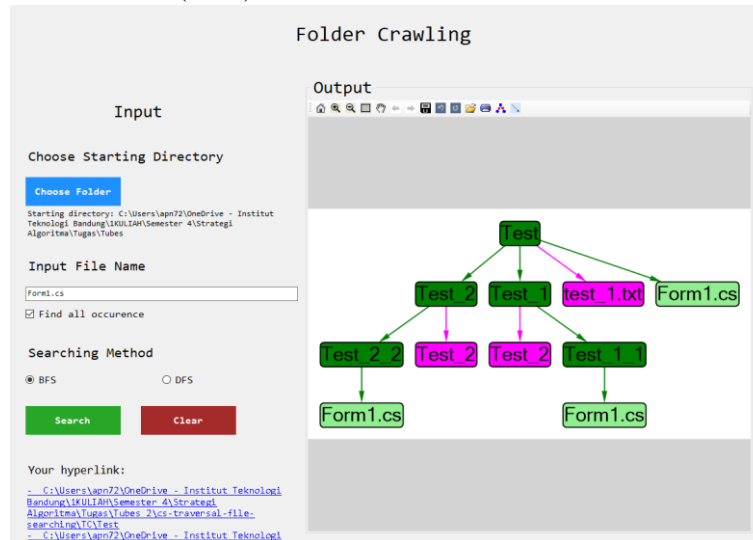 Folder Crawling
Input
Choose Starting Directory
Choose Folder
Starting directory: C:\Users\apn72\OneDrive - Institut
Teknologi Bandung\1KULIAH\Semester 4\Strategi
Algoritma\Tugas\Tubes
Input File Name
Form1.cs
Find all occurence
Searching Method
BFS
DFS
Search
Clear
Your hyperlink:
- C:\Users\apn72\OneDrive - Institut Teknologi
Bandung\1KULIAH\Semester 4\Strategi
Algoritma\Tugas\Tubes 2\cs-traversal-file-
searching\TC\Test
- C:\Users\apn72\OneDrive - Institut Teknologi
Output
Test
Test_2
Test_1
test_1.txt
Form1.cs
Test_2_2
Test_2
Test_2
Test_1_1
Form1.cs
Form1.cs